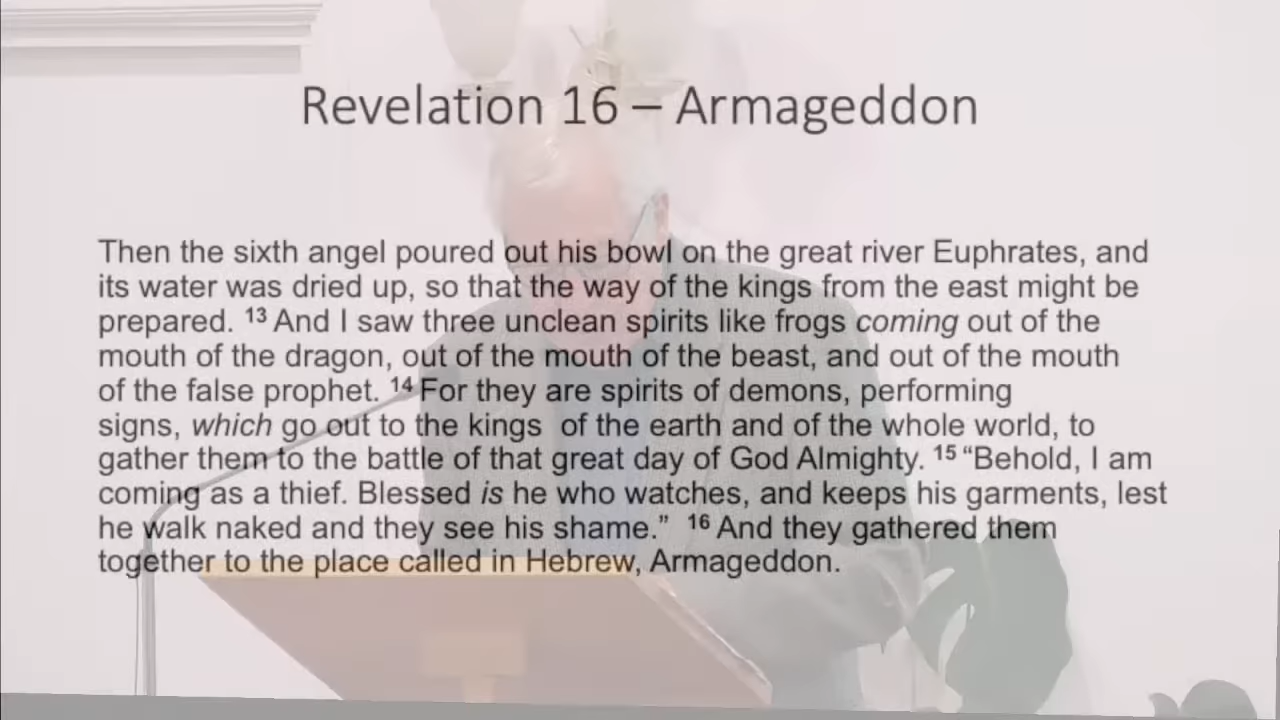 Revelation 16 – Armageddon
Then the sixth angel poured out his bowl on the great river Euphrates, and
its water was dried up, so that the way of the kings from the east might be
prepared. 13 And I saw three unclean spirits like frogs coming out of the
mouth of the dragon, out of the mouth of the beast, and out of the mouth
of the false prophet. 14 For they are spirits of demons, performing
signs, which go out to the kings  of the earth and of the whole world, to
gather them to the battle of that great day of God Almighty. 15 “Behold, I am
coming as a thief. Blessed is he who watches, and keeps his garments, lest
he walk naked and they see his shame.”  16 And they gathered them
together to the place called in Hebrew, Armageddon.